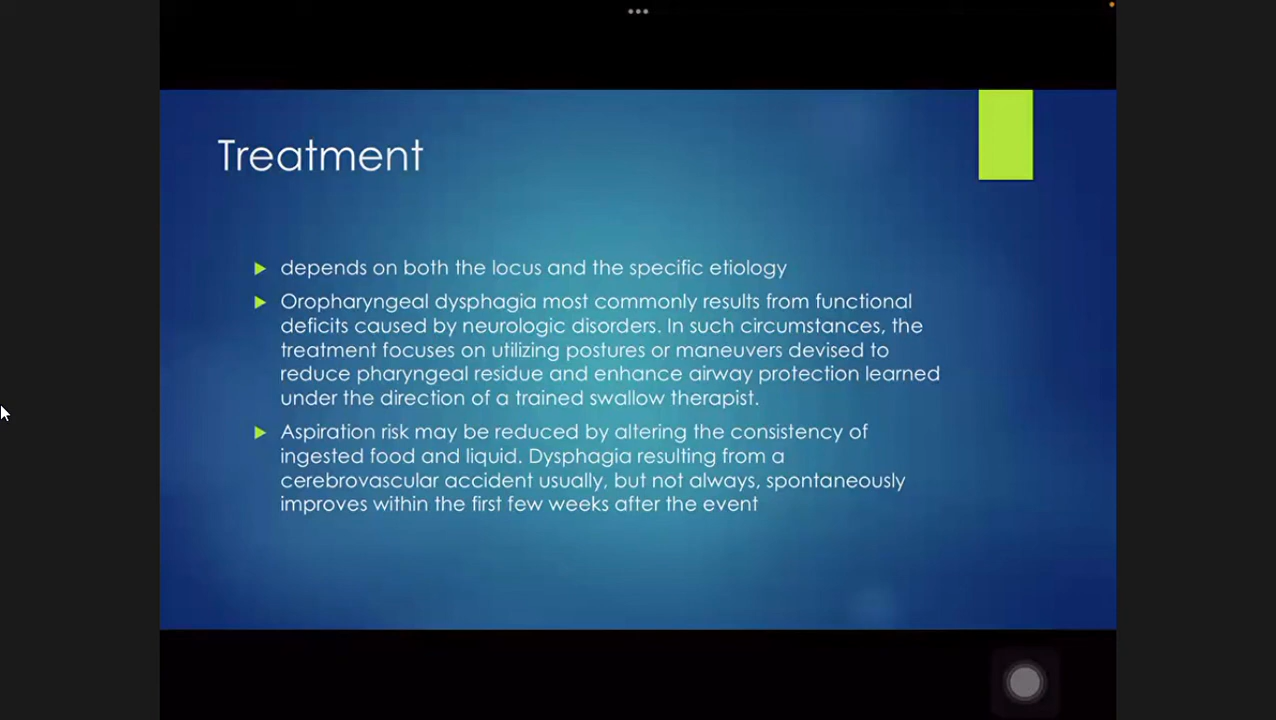 Treatment
depends on both the locus and the specific etiology
Oropharyngeal dysphagia most commonly results from functional
deficits caused by neurologic disorders. In such circumstances, the
treatment focuses on utilizing postures or maneuvers devised to
reduce pharyngeal residue and enhance airway protection learned
under the direction of a trained swallow therapist.
Aspiration risk may be reduced by altering the consistency of
ingested food and liquid. Dysphagia resulting from a
cerebrovascular accident usually, but not always, spontaneously
improves within the first few weeks after the event